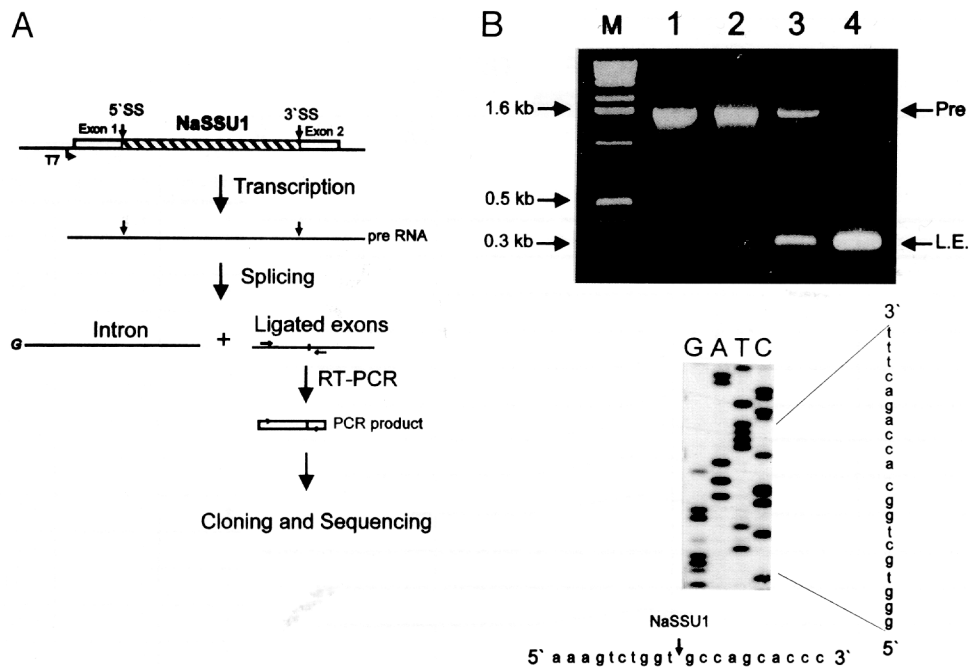 A
5`SS
3`SS
NaSSU1
Exon 1
Exon 2
T7
Transcription
pre RNA
Splicing
Intron
+
Ligated exons
G
RT-PCR
PCR product
Cloning and Sequencing
B
M 1 2 3 4
1.6 kb
Pre
0.5 kb
0.3 kb
L.E.
G A T C
3`
t
t
t
c
a
g
a
c
c
a
c
g
g
t
c
g
t
g
g
g
5`
NaSSU1
5` a a a g t c t g g t g c c a g c a c c c 3`